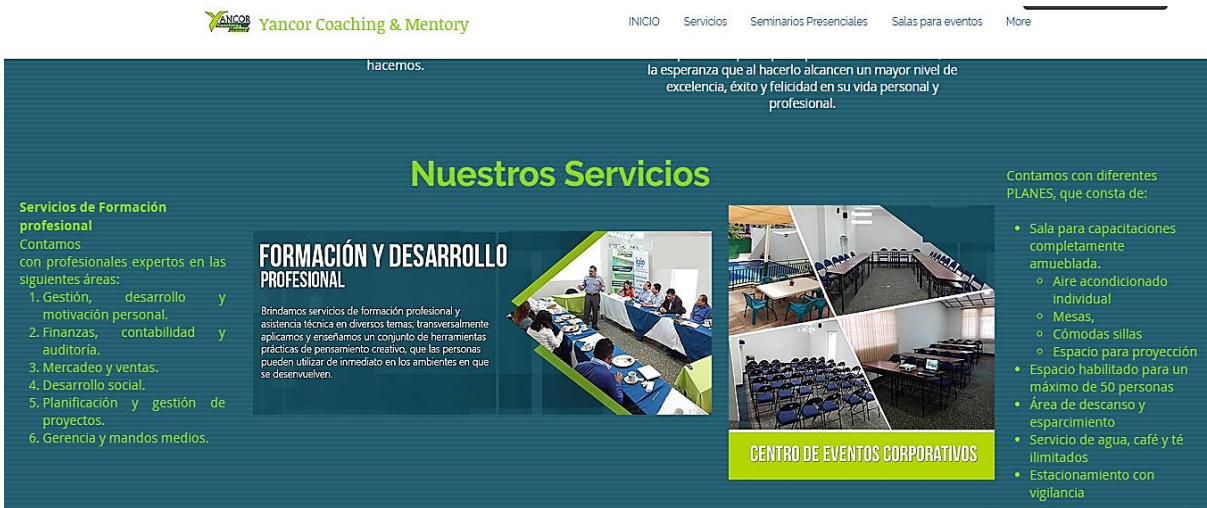 YANCOR
Mentory
Yancor Coaching & Mentory
INICIO
Servicios
Seminarios Presenciales
Salas para eventos
More
hacemos.
la esperanza que al hacerlo alcancen un mayor nivel de
excelencia, éxito y felicidad en su vida personal y
profesional.
Nuestros Servicios
Servicios de Formación
profesional
Contamos
con profesionales expertos en las
siguientes áreas:
1. Gestión, desarrollo y
motivación personal.
2. Finanzas, contabilidad y
auditoría.
3. Mercadeo y ventas.
4. Desarrollo social.
5. Planificación y gestión de
proyectos.
6. Gerencia y mandos medios.
FORMACIÓN Y DESARROLLO
PROFESIONAL
Brindamos servicios de formación profesional y
asistencia técnica en diversos temas; transversalmente
aplicamos y enseñamos un conjunto de herramientas
prácticas de pensamiento creativo, que las personas
pueden utilizar de inmediato en los ambientes en que
se desenvuelven.
CENTRO DE EVENTOS CORPORATIVOS
Contamos con diferentes
PLANES, que consta de:
• Sala para capacitaciones
completamente
amueblada.
◦ Aire acondicionado
individual
◦ Mesas,
◦ Cómodas sillas
◦ Espacio para proyección
• Espacio habilitado para un
máximo de 50 personas
• Área de descanso y
esparcimiento
• Servicio de agua, café y té
ilimitados
• Estacionamiento con
vigilancia